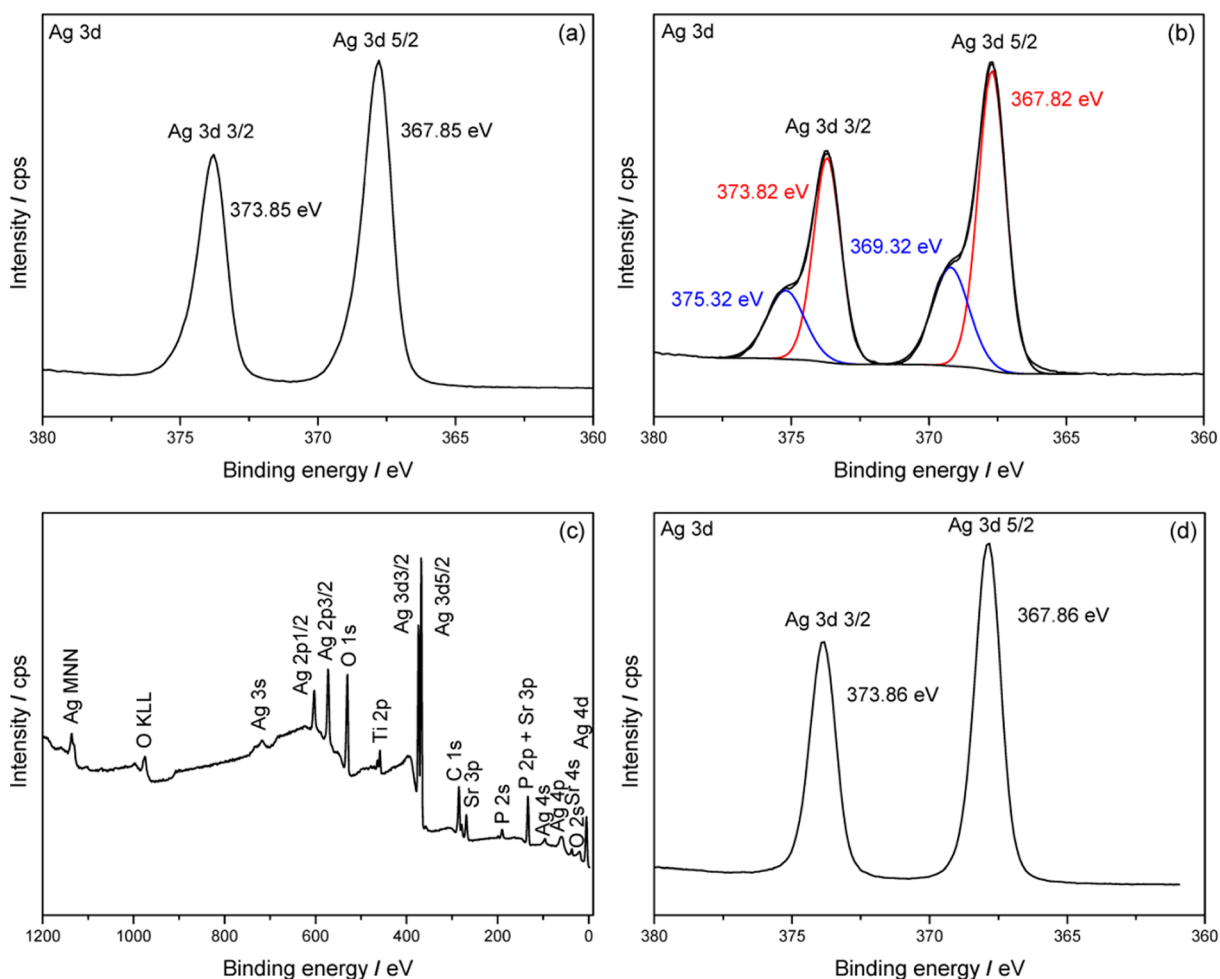 Ag 3d
Ag 3d 5/2
(a)
Ag 3d 3/2
367.85 eV
373.85 eV
Intensity / cps
380
375
370
365
360
Binding energy / eV
Ag 3d
Ag 3d 5/2
(b)
367.82 eV
Ag 3d 3/2
373.82 eV
369.32 eV
375.32 eV
Intensity / cps
380
375
370
365
360
Binding energy / eV
(c)
Ag MNN
O KLL
Ag 3s
Ag 2p1/2
Ag 2p3/2
O 1s
Ti 2p
Ag 3d3/2
Ag 3d5/2
C 1s
Sr 3p
P 2s
P 2p + Sr 3p
Ag 4s
Ag 4p
O 2s
Sr 4s
Ag 4d
Intensity / cps
1200
1000
800
600
400
200
0
Binding energy / eV
Ag 3d
Ag 3d 5/2
(d)
367.86 eV
Ag 3d 3/2
373.86 eV
Intensity / cps
380
375
370
365
360
Binding energy / eV